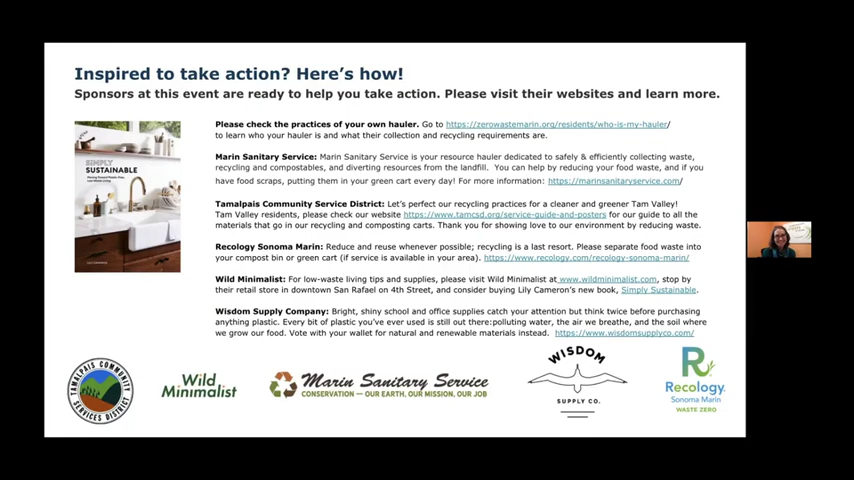 Inspired to take action? Here's how!
Sponsors at this event are ready to help you take action. Please visit their websites and learn more.
SIMPLY
SUSTAINABLE
Please check the practices of your own hauler. Go to https://zerowastemarin.org/residents/who-is-my-hauler/
to learn who your hauler is and what their collection and recycling requirements are.
Marin Sanitary Service: Marin Sanitary Service is your resource hauler dedicated to safely & efficiently collecting waste,
recycling and compostables, and diverting resources from the landfill. You can help by reducing your food waste, and if you
have food scraps, putting them in your green cart every day! For more information: https://marinsanitaryservice.com/
Tamalpais Community Service District: Let's perfect our recycling practices for a cleaner and greener Tam Valley!
Tam Valley residents, please check our website https://www.tamcsd.org/service-guide-and-posters for our guide to all the
materials that go in our recycling and composting carts. Thank you for showing love to our environment by reducing waste.
Recology Sonoma Marin: Reduce and reuse whenever possible; recycling is a last resort. Please separate food waste into
your compost bin or green cart (if service is available in your area). https://www.recology.com/recology-sonoma-marin/
Wild Minimalist: For low-waste living tips and supplies, please visit Wild Minimalist at www.wildminimalist.com, stop by
their retail store in downtown San Rafael on 4th Street, and consider buying Lily Cameron's new book, Simply Sustainable.
Wisdom Supply Company: Bright, shiny school and office supplies catch your attention but think twice before purchasing
anything plastic. Every bit of plastic you've ever used is still out there:polluting water, the air we breathe, and the soil where
we grow our food. Vote with your wallet for natural and renewable materials instead. https://www.wisdomsupplyco.com/
TAMALPAIS COMMUNITY
SERVICES DISTRICT
Wild
Minimalist
Marin Sanitary Service
CONSERVATION — OUR EARTH, OUR MISSION, OUR JOB
WISDOM
SUPPLY CO.
R
Recology
Sonoma Marin
WASTE ZERO